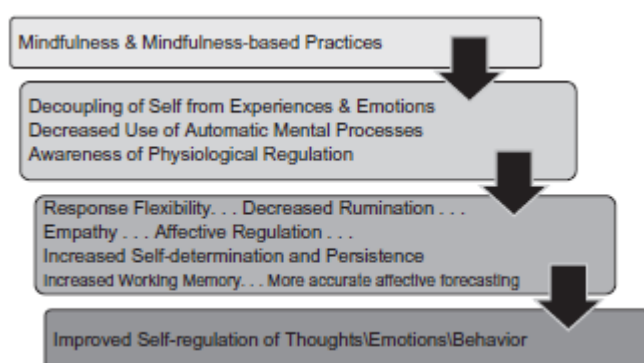 Mindfulness & Mindfulness-based Practices
Decoupling of Self from Experiences & Emotions
Decreased Use of Automatic Mental Processes
Awareness of Physiological Regulation
Response Flexibility. . . Decreased Rumination . . .
Empathy . . . Affective Regulation . . .
Increased Self-determination and Persistence
Increased Working Memory. . . More accurate affective forecasting
Improved Self-regulation of Thoughts\Emotions\Behavior